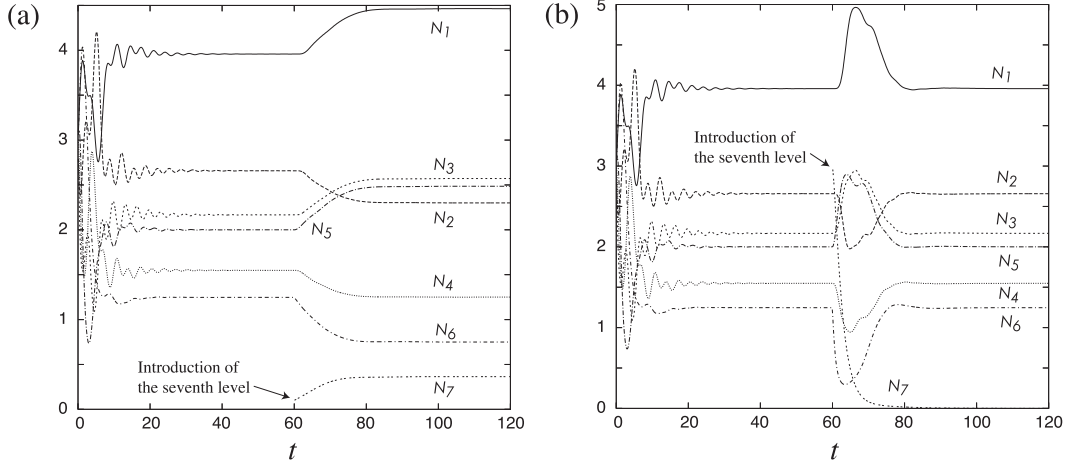 (a)
4
3
2
1
0
0
20
40
60
80
100
120
t
N1
N3
N2
N5
N4
N6
N7
Introduction of
the seventh level
(b)
5
4
3
2
1
0
0
20
40
60
80
100
120
t
N1
Introduction of
the seventh level
N2
N3
N5
N4
N6
N7